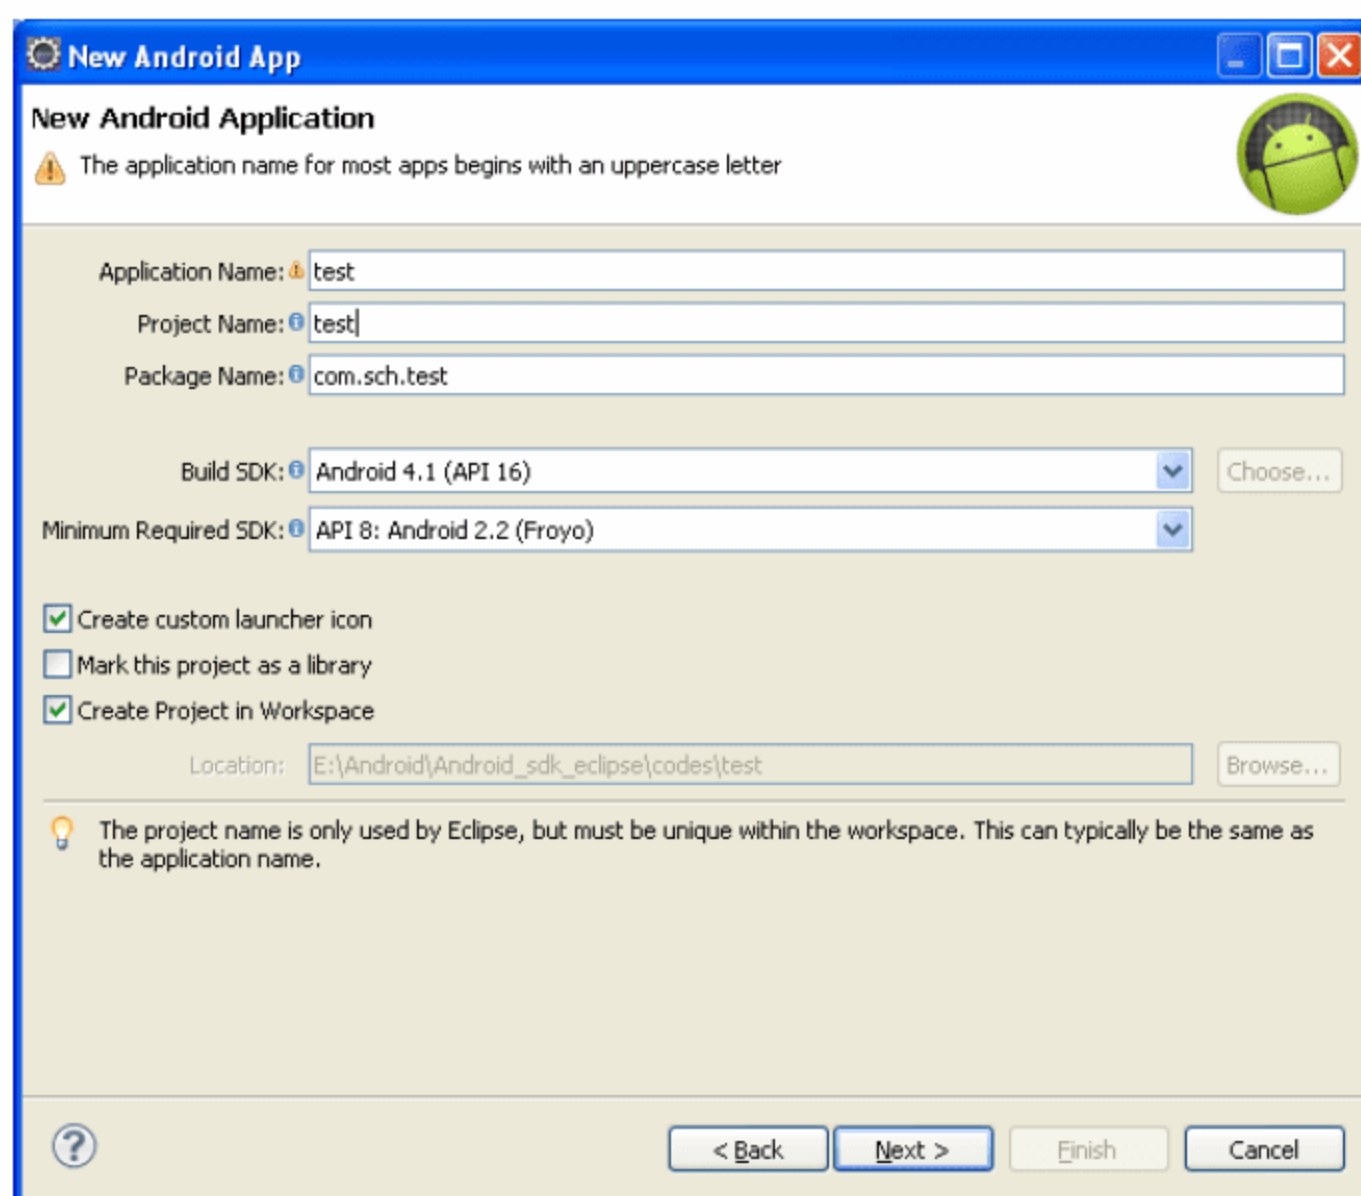 New Android App
New Android Application
The application name for most apps begins with an uppercase letter
Application Name: test
Project Name: test
Package Name: com.sch.test
Build SDK: Android 4.1 (API 16) Choose...
Minimum Required SDK: API 8: Android 2.2 (Froyo)
Create custom launcher icon
Mark this project as a library
Create Project in Workspace
Location: E:\Android\Android_sdk_eclipse\codes\test Browse...
The project name is only used by Eclipse, but must be unique within the workspace. This can typically be the same as
the application name.
? < Back Next > Finish Cancel